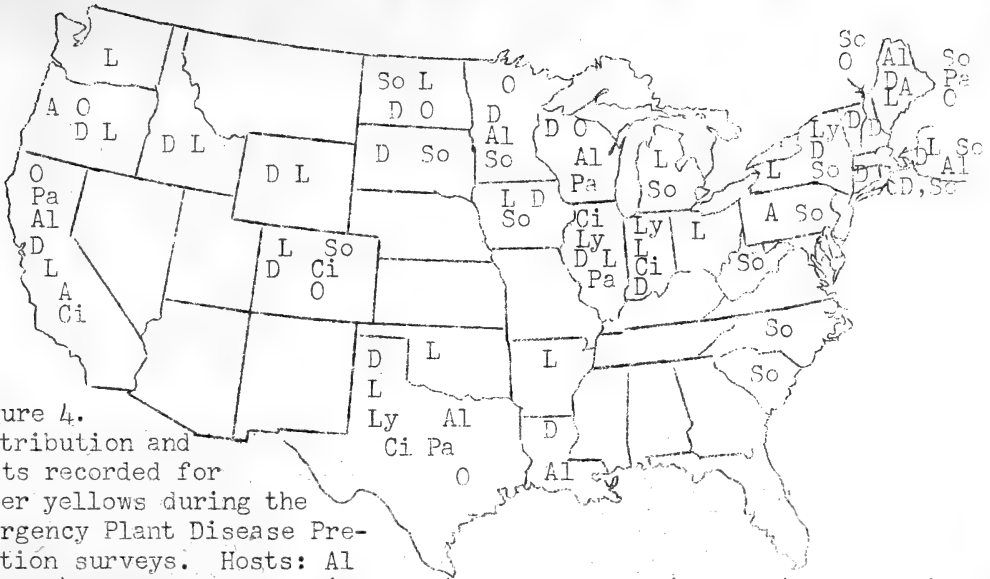 L
A O
D L
D L
D L
So L
D O
D So
O
D
Al
So
L D
So
D O
Al
Pa
L
So
Ci
Ly
D L
Pa
Ly
L
Ci
D
L
L
Ly
D
So
D
D
So
O
Al
D A
L
So
Pa
O
D
L So
Al
D
D, So
A So
So
So
So
O
Pa
Al
D
L
A
Ci
L So
D Ci
O
D
L
Ly Al
Ci Pa
O
L
L
D
Al
ure 4.
tribution and
ts recorded for
er yellows during the
rgency Plant Disease Pre-
tion surveys. Hosts: Al